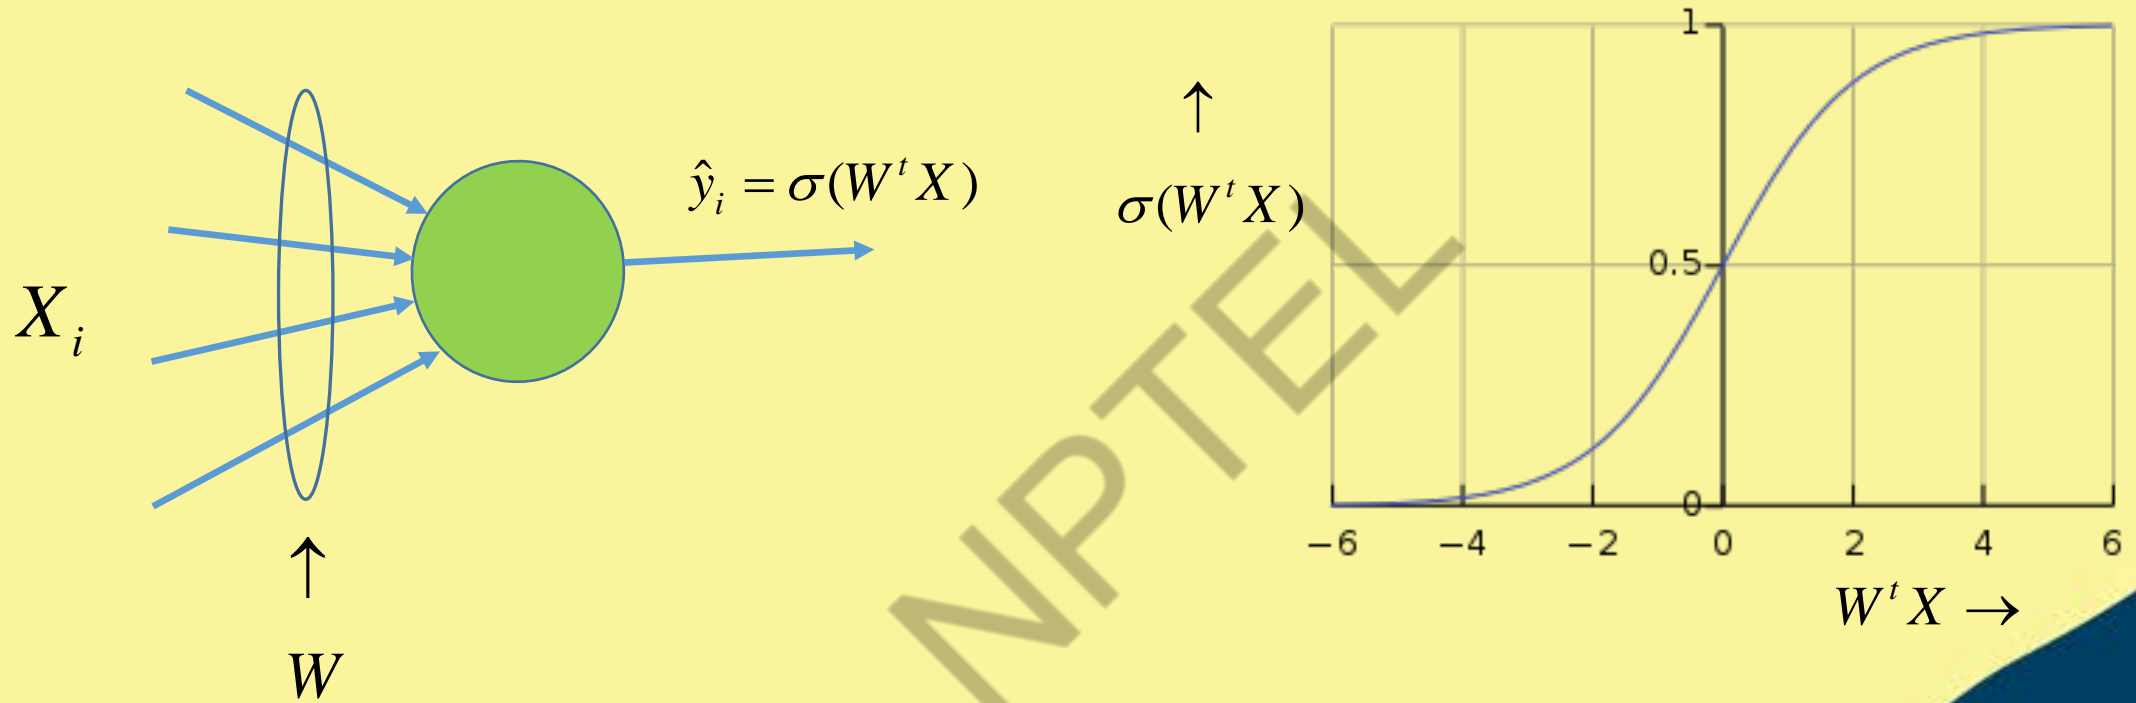 X_i
W
ŷ_i = σ(W^t X)
↑
σ(W^t X)
1
0.5
0
−6 −4 −2 0 2 4 6
W^t X →
NPTEL